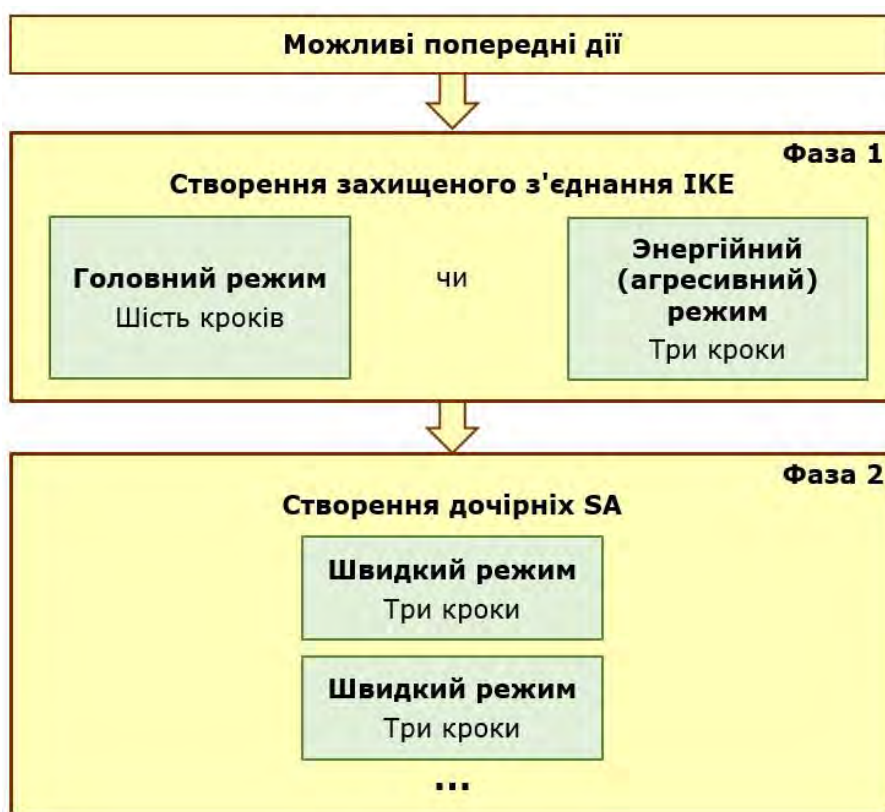 Можливі попередні дії
Фаза 1
Створення захищеного з'єднання IKE
Головний режим
Шість кроків
чи
Энергійний
(агресивний)
режим
Три кроки
Фаза 2
Створення дочірніх SA
Швидкий режим
Три кроки
Швидкий режим
Три кроки
...